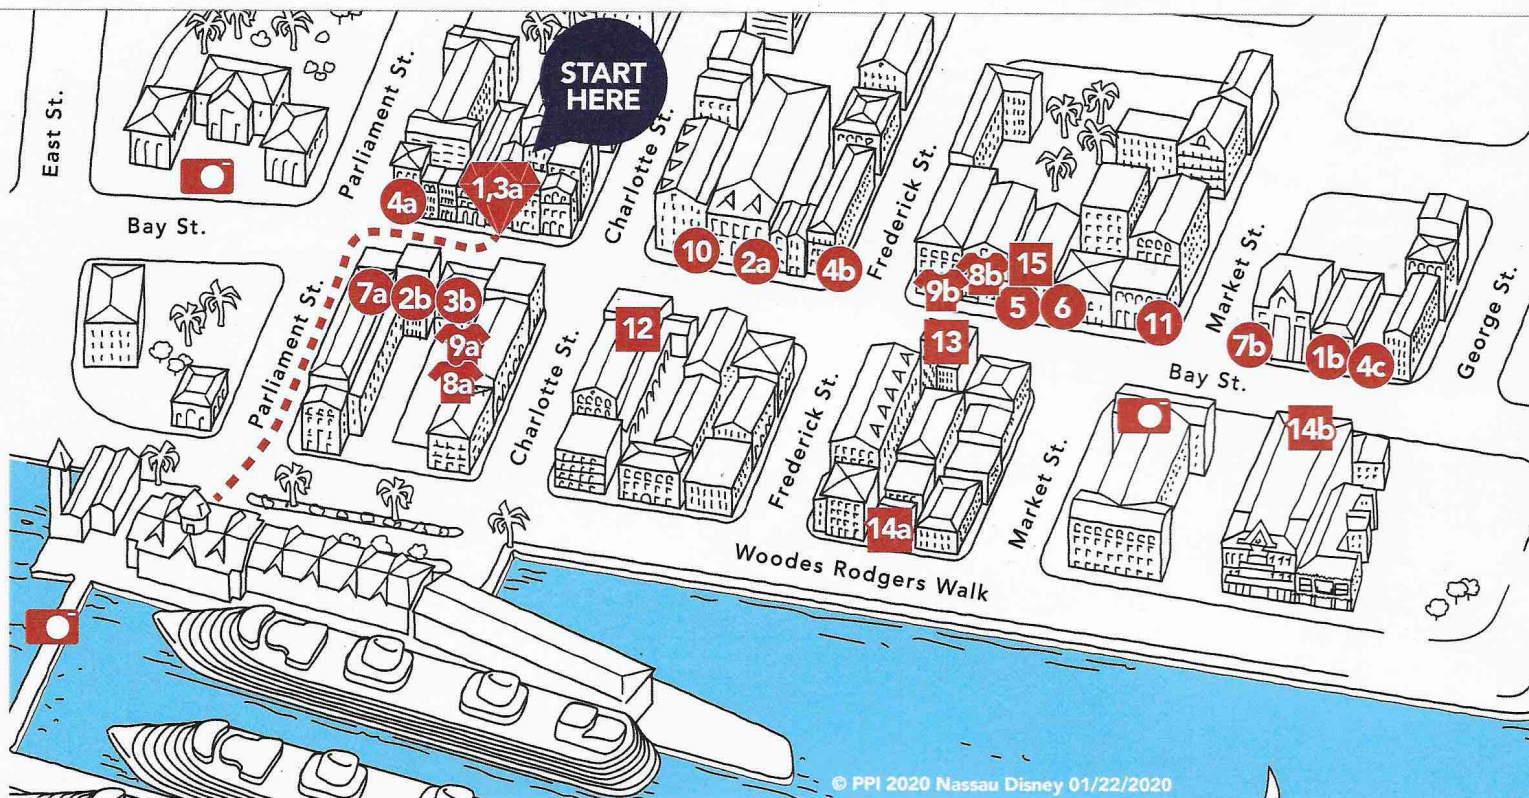 START
HERE
East St.
Parliament St.
Charlotte St.
Frederick St.
Market St.
George St.
Bay St.
4a
1,3a
10
2a
4b
9b
8b
15
5
6
11
7b
1b
4c
Bay St.
Parliament St.
7a
2b
3b
9a
8a
Charlotte St.
12
Frederick St.
13
14a
Market St.
14b
Woodes Rodgers Walk
© PPI 2020 Nassau Disney 01/22/2020